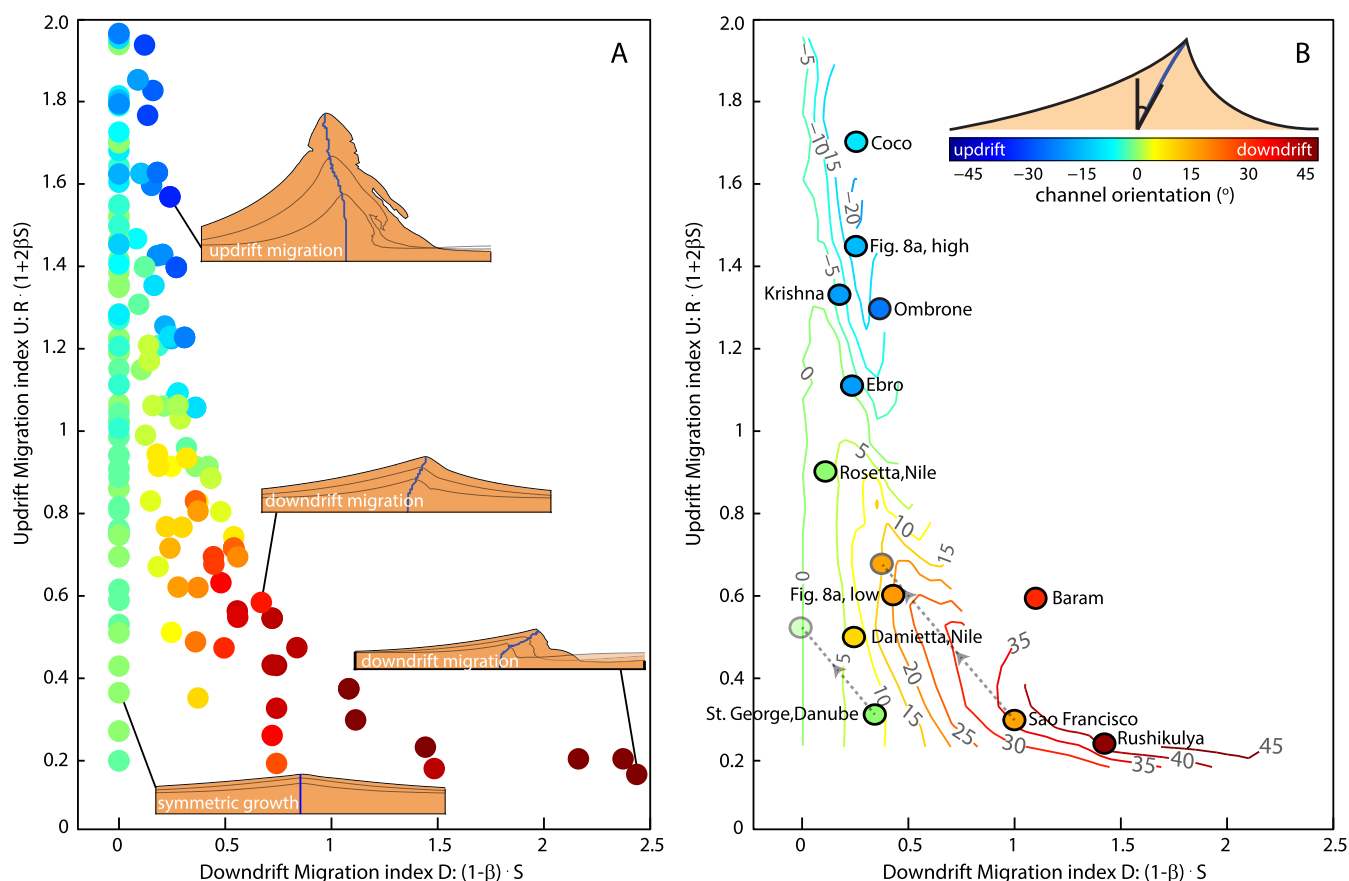 A
2.0
1.8
1.6
1.4
1.2
1
0.8
0.6
0.4
0.2
0
Updrift Migration index U: R · (1+2βS)
updrift migration
downdrift migration
downdrift migration
symmetric growth
0
0.5
1
1.5
2
2.5
Downdrift Migration index D: (1-β) · S
B
2.0
1.8
1.6
1.4
1.2
1
0.8
0.6
0.4
0.2
0
Updrift Migration index U: R · (1+2βS)
updrift
downdrift
−45
−30
−15
0
15
30
45
channel orientation (º)
−5
−10
15
−20
−5
0
5
10
15
0
5
10
15
20
25
30
35
35
40
45
Coco
Fig. 8a, high
Krishna
Ombrone
Ebro
Rosetta,Nile
Fig. 8a, low
Baram
Damietta,Nile
St. George,Danube
Sao Francisco
Rushikulya
0
0.5
1
1.5
2
2.5
Downdrift Migration index D: (1-β) · S